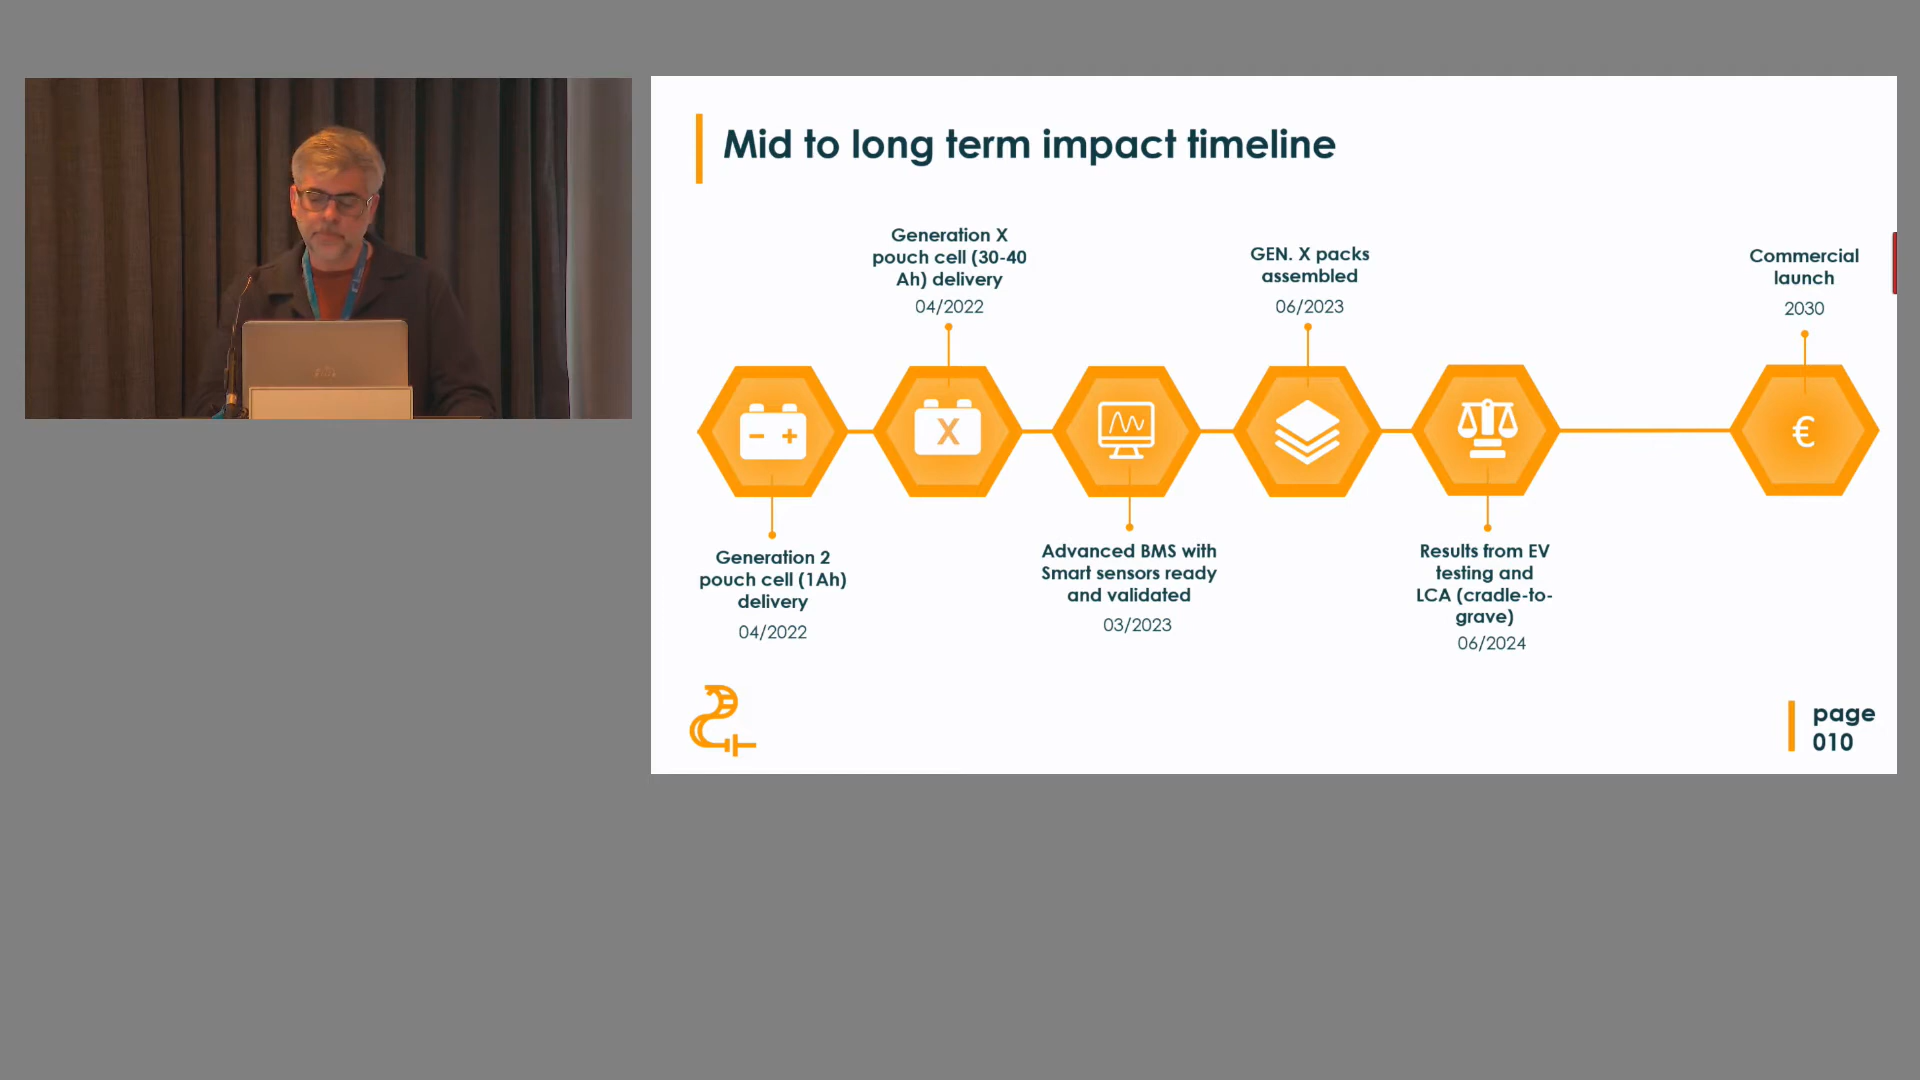 Mid to long term impact timeline
Generation X
pouch cell (30-40
Ah) delivery
04/2022
GEN. X packs
assembled
06/2023
Commercial
launch
2030
X
€
Generation 2
pouch cell (1Ah)
delivery
04/2022
Advanced BMS with
Smart sensors ready
and validated
03/2023
Results from EV
testing and
LCA (cradle-to-
grave)
06/2024
page
010